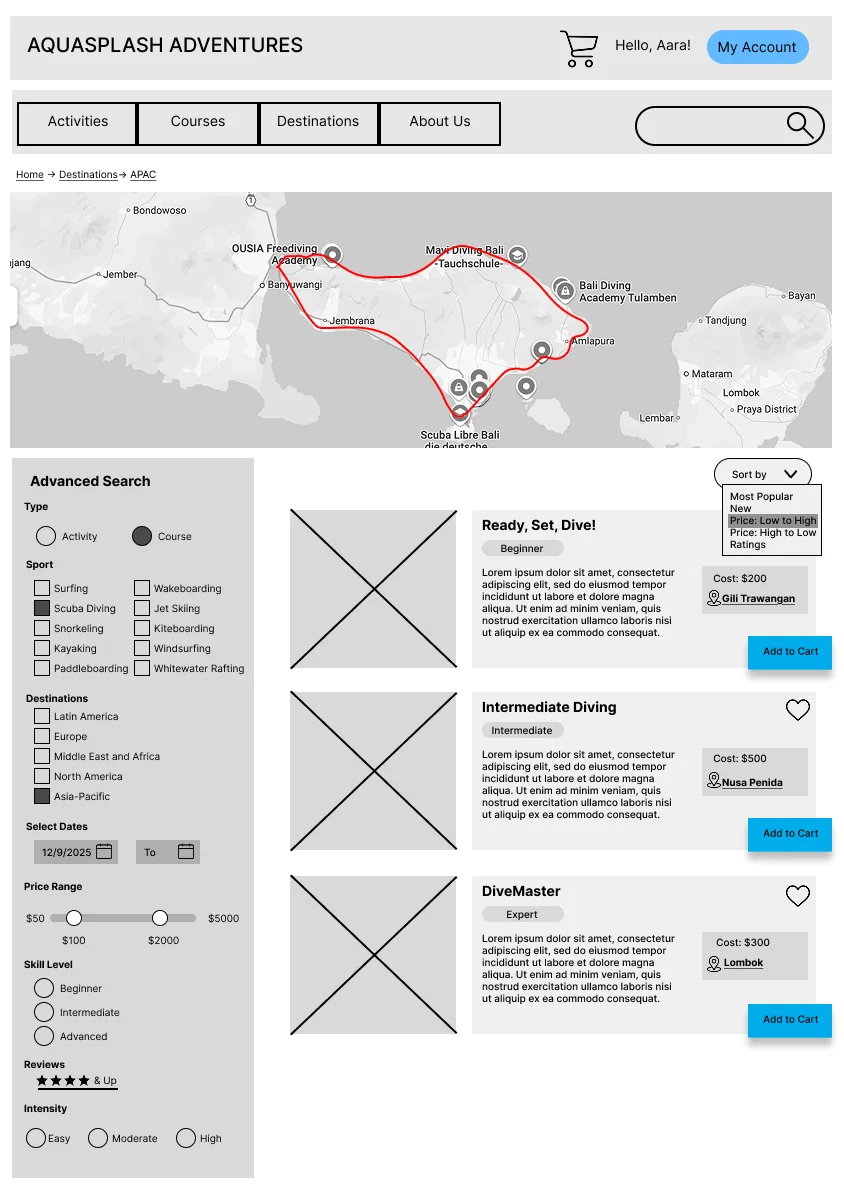 AQUASPLASH ADVENTURES
Hello, Aara!
My Account
Activities
Courses
Destinations
About Us
Home → Destinations→ APAC
1
Bondowoso
OUSIA Freediving
Academy
Mavi Diving Bali
-Tauchschule-
jang
Jember
Banyuwangi
Bali Diving
Academy Tulamben
Bayan
Jembrana
Tandjung
Amlapura
Mataram
Lombok
Praya District
Lembar
Scuba Libre Bali
die deutsche
Advanced Search
Type
Activity
Course
Sport
Surfing
Wakeboarding
Scuba Diving
Jet Skiing
Snorkeling
Kiteboarding
Kayaking
Windsurfing
Paddleboarding
Whitewater Rafting
Destinations
Latin America
Europe
Middle East and Africa
North America
Asia-Pacific
Select Dates
12/9/2025
To
Price Range
$50
$5000
$100
$2000
Skill Level
Beginner
Intermediate
Advanced
Reviews
& Up
Intensity
Easy
Moderate
High
Sort by
Most Popular
New
Price: Low to High
Price: High to Low
Ratings
Ready, Set, Dive!
Beginner
Lorem ipsum dolor sit amet, consectetur
adipiscing elit, sed do eiusmod tempor
incididunt ut labore et dolore magna
aliqua. Ut enim ad minim veniam, quis
nostrud exercitation ullamco laboris nisi
ut aliquip ex ea commodo consequat.
Cost: $200
Gili Trawangan
Add to Cart
Intermediate Diving
Intermediate
Lorem ipsum dolor sit amet, consectetur
adipiscing elit, sed do eiusmod tempor
incididunt ut labore et dolore magna
aliqua. Ut enim ad minim veniam, quis
nostrud exercitation ullamco laboris nisi
ut aliquip ex ea commodo consequat.
Cost: $500
Nusa Penida
Add to Cart
DiveMaster
Expert
Lorem ipsum dolor sit amet, consectetur
adipiscing elit, sed do eiusmod tempor
incididunt ut labore et dolore magna
aliqua. Ut enim ad minim veniam, quis
nostrud exercitation ullamco laboris nisi
ut aliquip ex ea commodo consequat.
Cost: $300
Lombok
Add to Cart